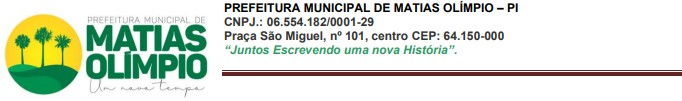 PREFEITURA MUNICIPAL DE
MATIAS
OLÍMPIO
Um novo tempo
PREFEITURA MUNICIPAL DE MATIAS OLÍMPIO – PI
CNPJ.: 06.554.182/0001-29
Praça São Miguel, nº 101, centro CEP: 64.150-000
“Juntos Escrevendo uma nova História”.